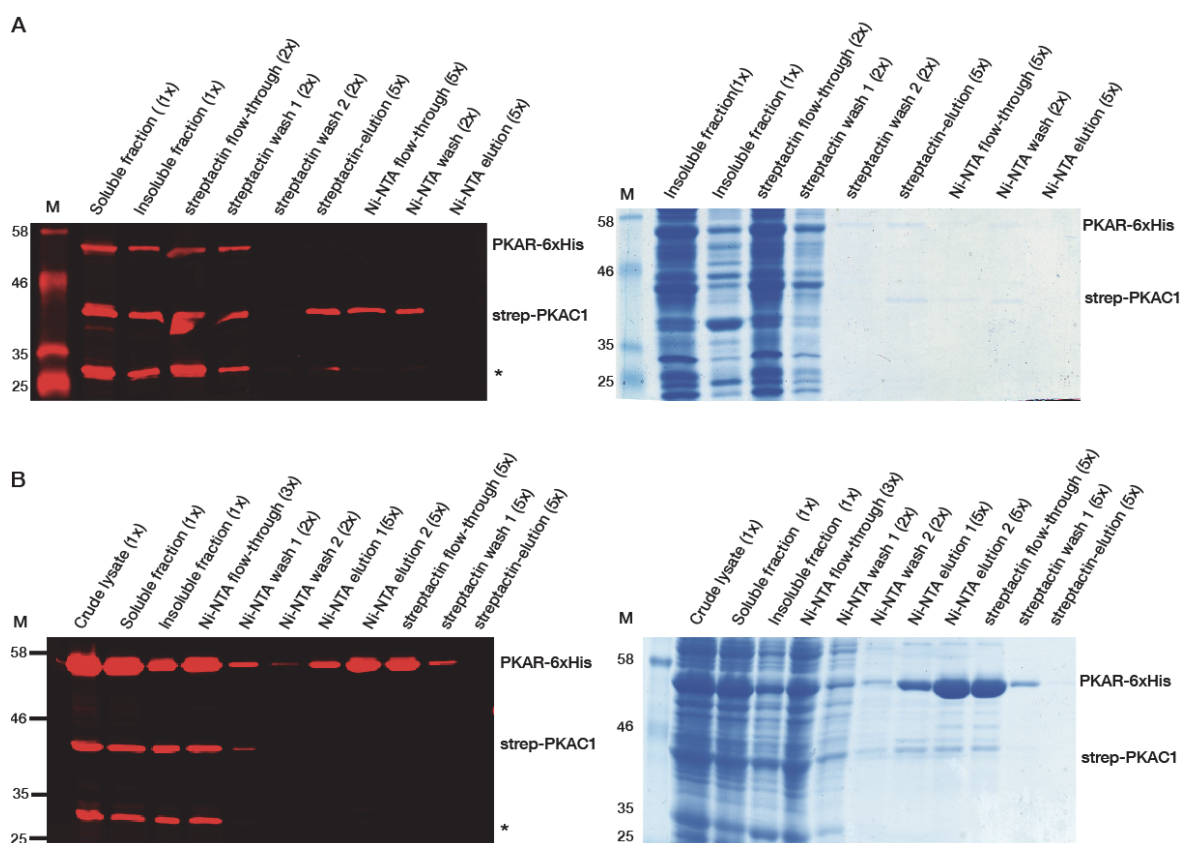 A
M
Soluble fraction ((1x)
Insoluble fraction (1x)
streptactin flow-through (2x)
streptactin wash 1 (2x)
streptactin wash 2 (2x)
streptactin-elution (5x)
Ni-NTA flow-through (5x)
Ni-NTA wash (2x)
Ni-NTA elution (5x)
58
46
35
25
PKAR-6xHis
strep-PKAC1
*
M
Insoluble fraction(1x)
Insoluble fraction (1x)
streptactin flow-through (2x)
streptactin wash 1 (2x)
streptactin wash 2 (2x)
streptactin-elution (5x)
Ni-NTA flow-through (5x)
Ni-NTA wash (2x)
Ni-NTA elution (5x)
58
46
35
25
PKAR-6xHis
strep-PKAC1
B
M
Crude lysate (1x)
Soluble fraction (1x)
Insoluble fraction (1x)
Ni-NTA flow-through (3x)
Ni-NTA wash 1 (2x)
Ni-NTA wash 2 (2x)
Ni-NTA elution 1(5x)
Ni-NTA elution 2 (5x)
streptactin flow-through (5x)
streptactin wash 1 (5x)
streptactin-elution (5x)
58
46
35
25
PKAR-6xHis
strep-PKAC1
*
M
Crude lysate (1x)
Soluble fraction (1x)
Insoluble fraction (1x)
Ni-NTA flow-through (3x)
Ni-NTA wash 1 (2x)
Ni-NTA wash 2 (2x)
Ni-NTA elution 1(5x)
Ni-NTA elution 2 (5x)
streptactin flow-through (5x)
streptactin wash 1 (5x)
streptactin-elution (5x)
58
46
35
25
PKAR-6xHis
strep-PKAC1